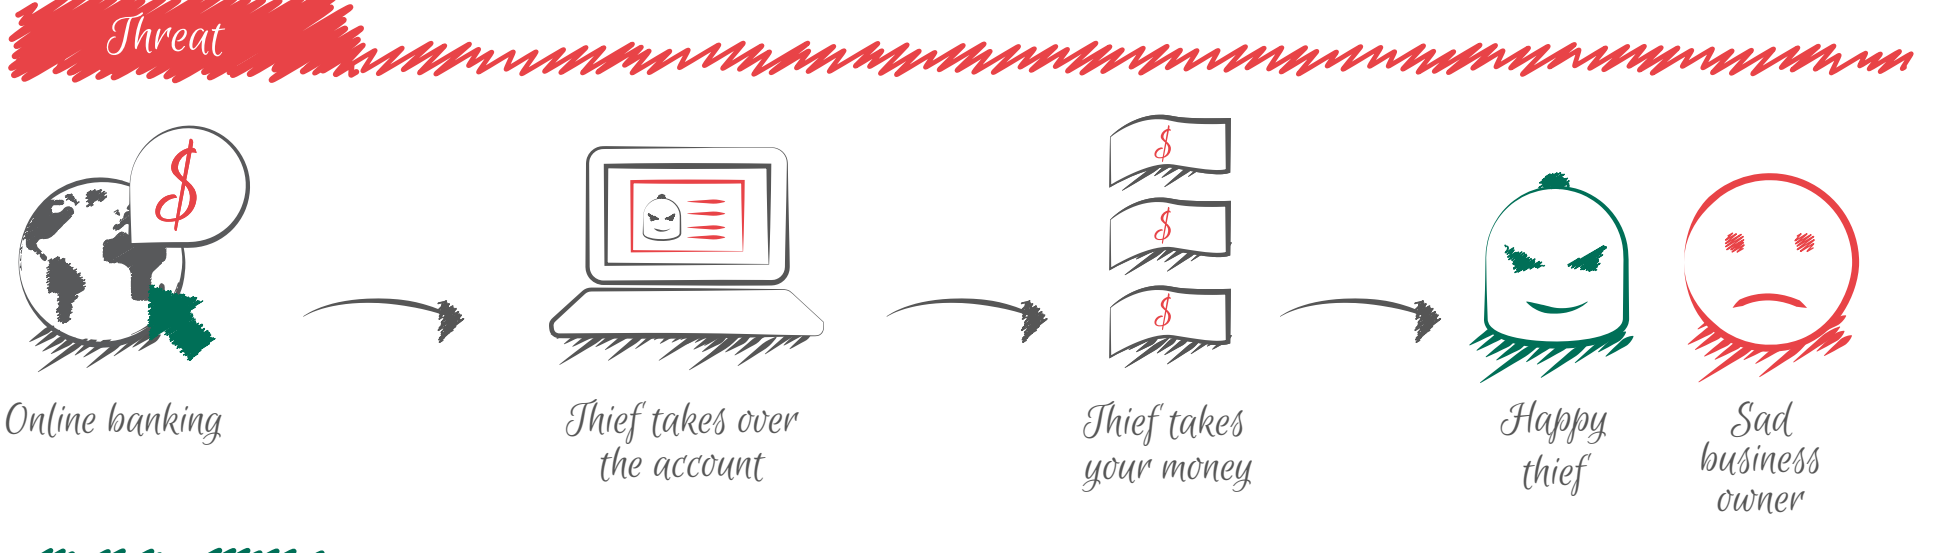 Threat
$
$
$
$
Online banking
Thief takes over
the account
Thief takes
your money
Happy
thief
Sad
business
owner